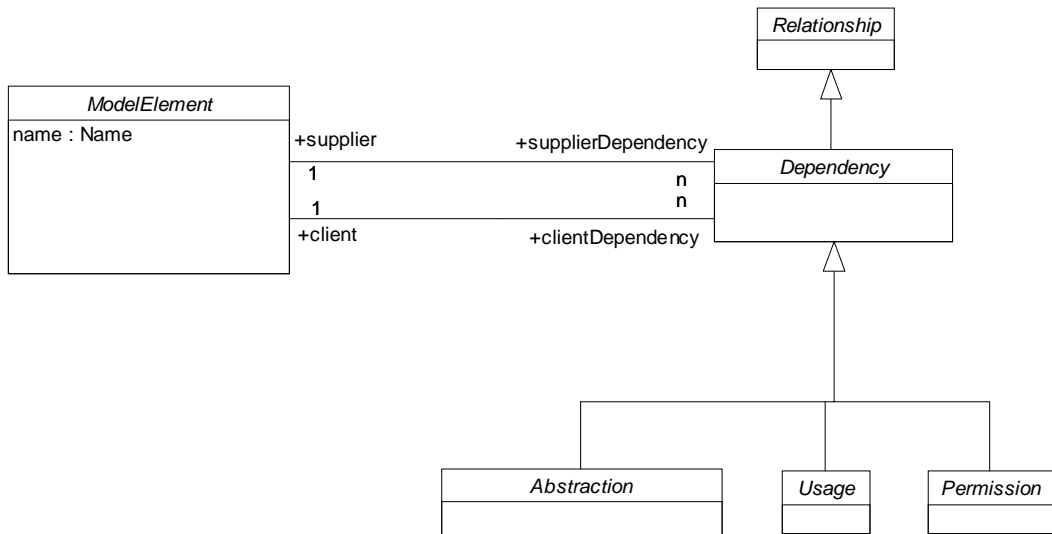 Relationship
ModelElement
name : Name
+supplier
+supplierDependency
1
n
Dependency
1
n
+client
+clientDependency
Abstraction
Usage
Permission